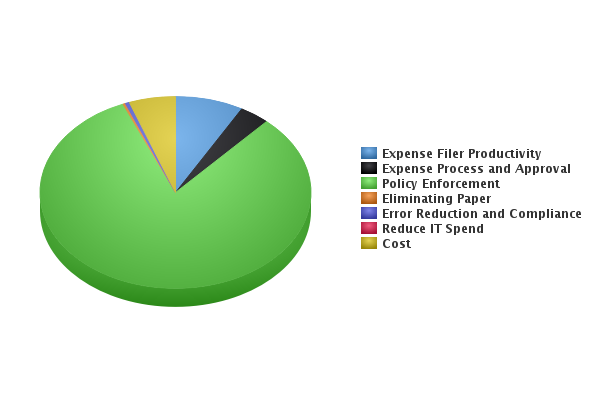 Expense Filer Productivity
Expense Process and Approval
Policy Enforcement
Eliminating Paper
Error Reduction and Compliance
Reduce IT Spend
Cost